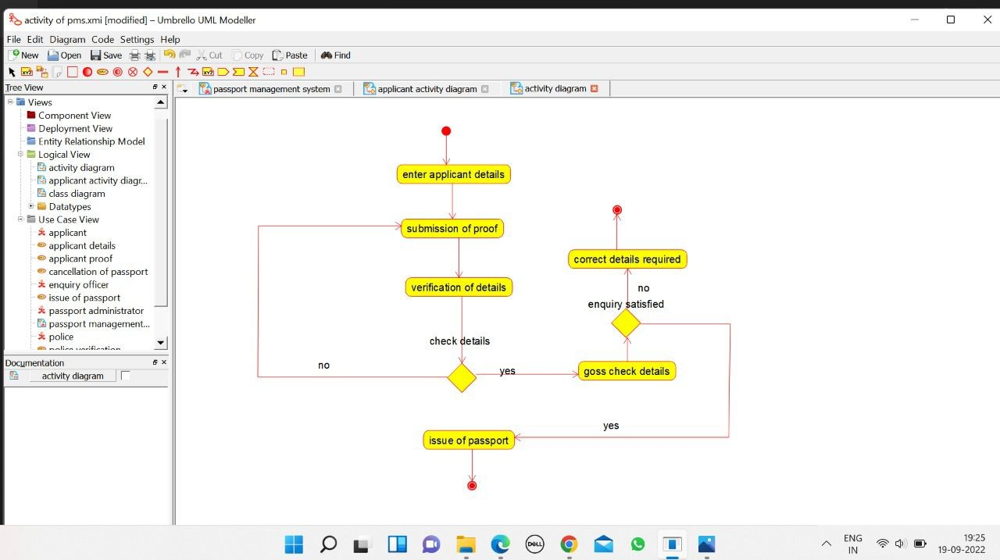 activity of pms.xmi [modified] – Umbrello UML Modeller
File Edit Diagram Code Settings Help
New Open Save Cut Copy Paste Find
Tree View
passport management system applicant activity diagram activity diagram
Views
Component View
Deployment View
Entity Relationship Model
Logical View
activity diagram
applicant activity diagr...
class diagram
Datatypes
Use Case View
applicant
applicant details
applicant proof
cancellation of passport
enquiry officer
issue of passport
passport administrator
passport management...
police
police verification
Documentation
activity diagram
enter applicant details
submission of proof
verification of details
check details
no
yes
goss check details
enquiry satisfied
no
correct details required
yes
issue of passport
DELL
ENG
IN
19:25
19-09-2022